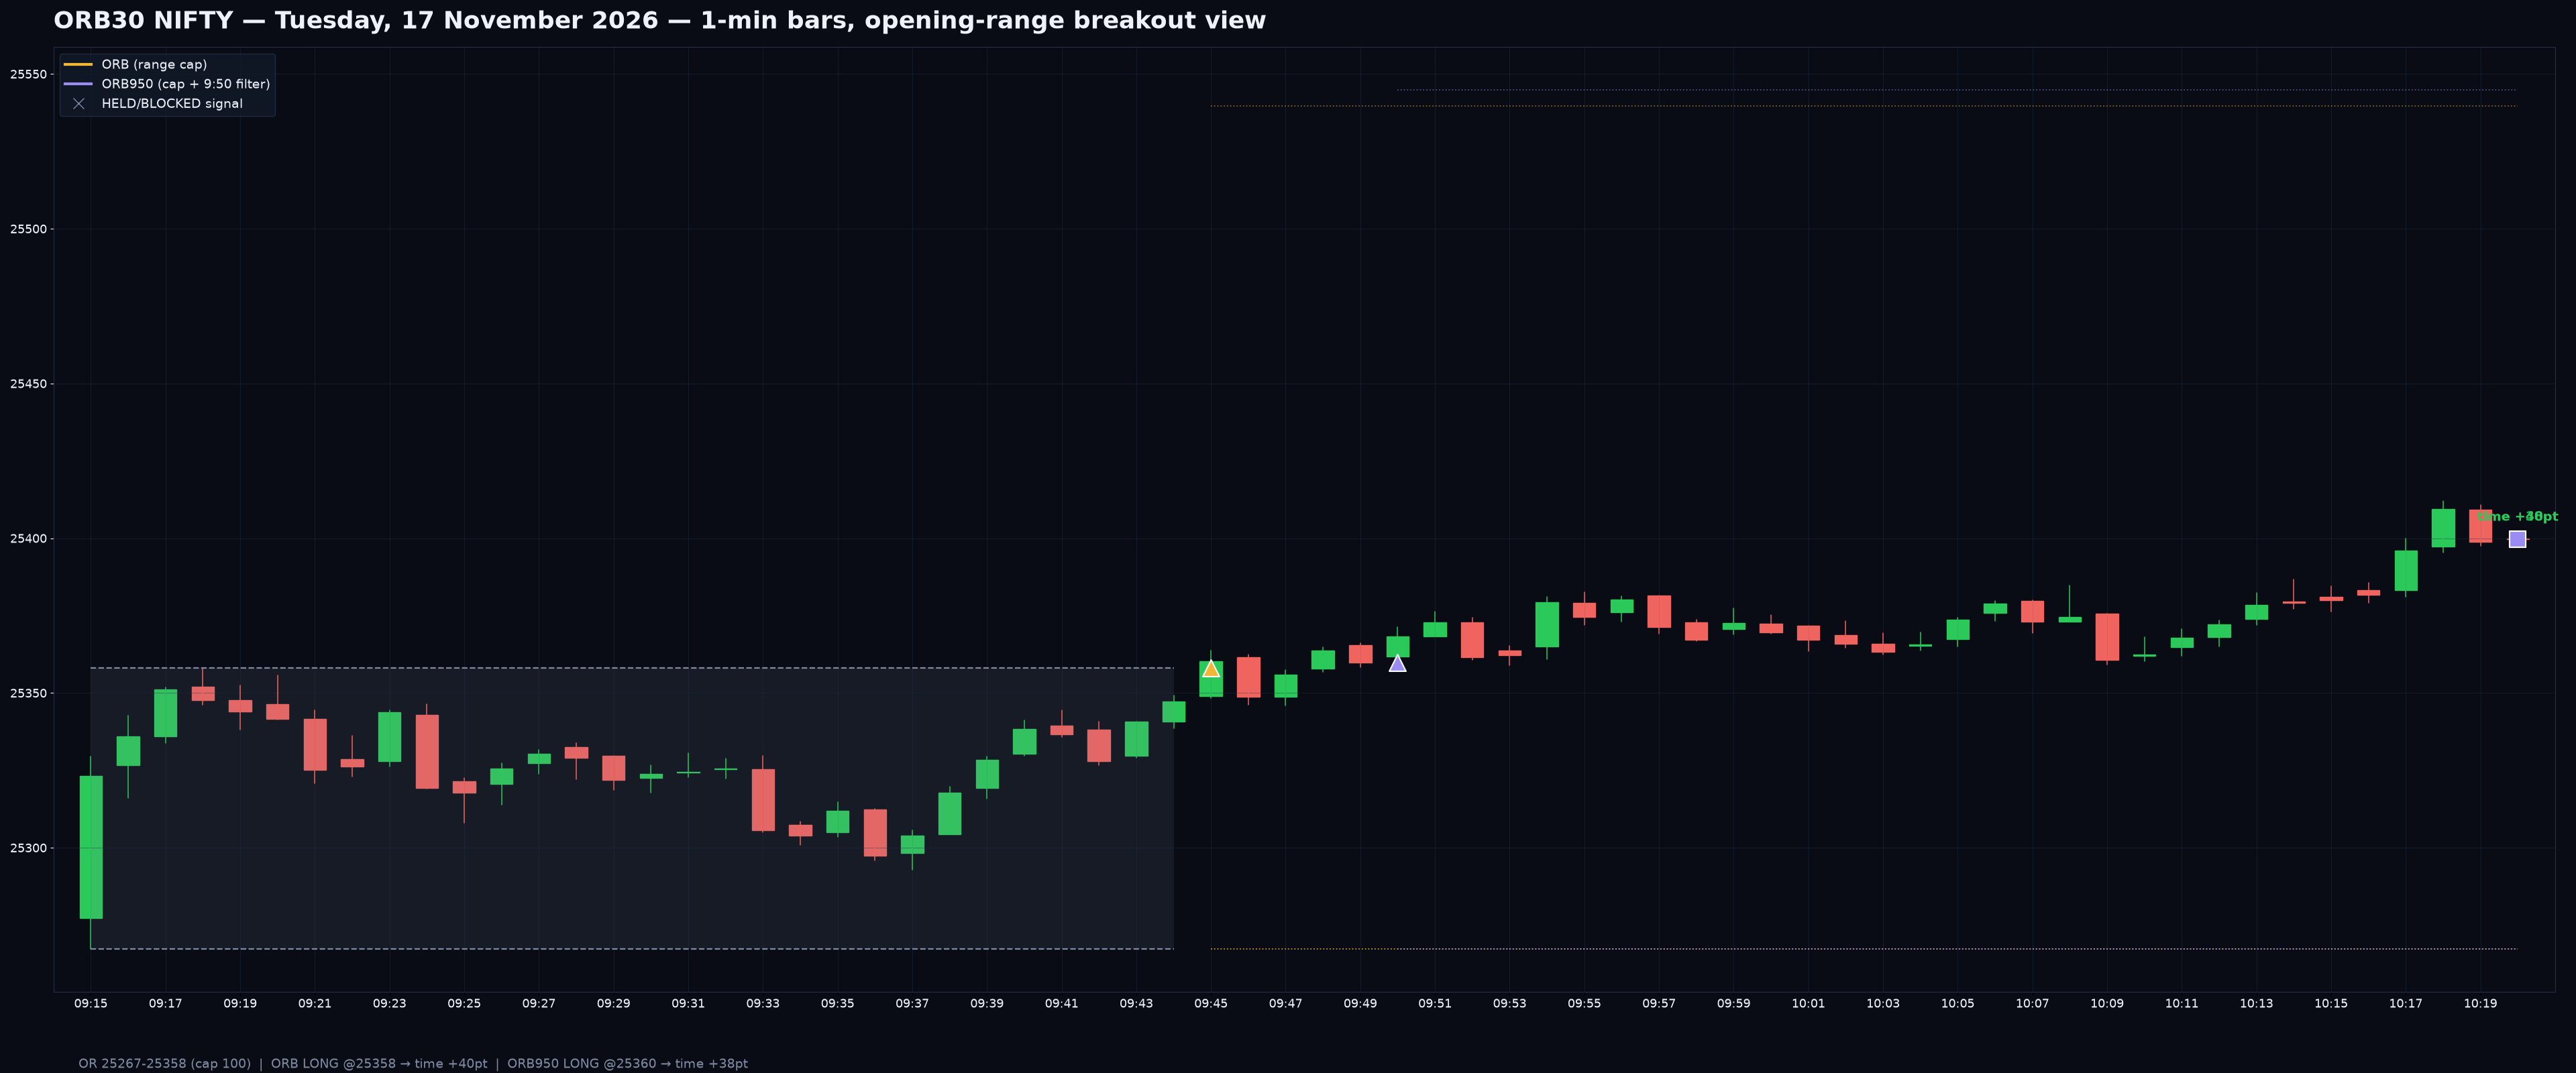 ORB30 NIFTY — Tuesday, 17 November 2026 — 1-min bars, opening-range breakout view
ORB (range cap)
ORB950 (cap + 9:50 filter)
HELD/BLOCKED signal
25550
25500
25450
25400
25350
25300
09:15 09:17 09:19 09:21 09:23 09:25 09:27 09:29 09:31 09:33 09:35 09:37 09:39 09:41 09:43 09:45 09:47 09:49 09:51 09:53 09:55 09:57 09:59 10:01 10:03 10:05 10:07 10:09 10:11 10:13 10:15 10:17 10:19
OR 25267-25358 (cap 100) | ORB LONG @25358 → time +40pt | ORB950 LONG @25360 → time +38pt